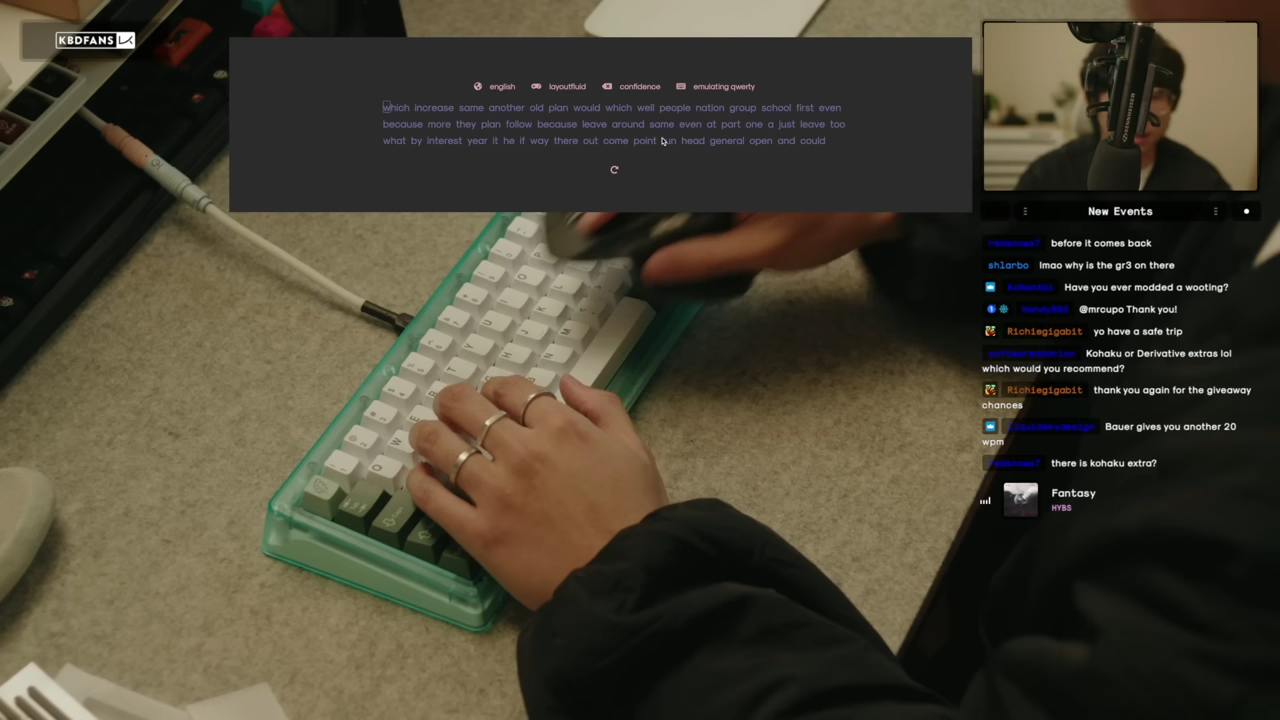 KBDFANS
english layoutfluid confidence emulating qwerty
which increase same another old plan would which well people nation group school first even
because more they plan follow because leave around same even at part one a just leave too
what by interest year it he if way there out come point run head general open and could
New Events
before it comes back
shlarbo lmao why is the gr3 on there
Have you ever modded a wooting?
@mrcupo Thank you!
Richiegigabit yo have a safe trip
Kohaku or Derivative extras lol
which would you recommend?
Richiegigabit thank you again for the giveaway
chances
Bauer gives you another 20
wpm
there is kohaku extra?
Fantasy
HYBS